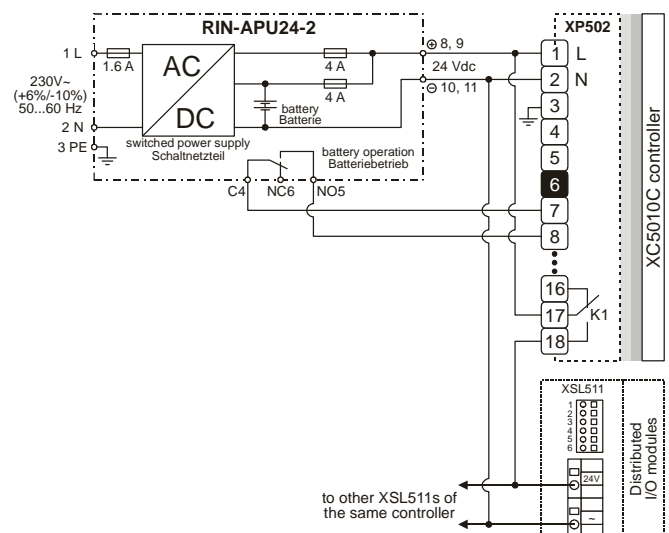 RIN-APU24-2
XP502
1 L
1.6 A
AC
DC
4 A
4 A
⊕ 8, 9
24 Vdc
⊖ 10, 11
230V~
(+6%/-10%)
50...60 Hz
battery
Batterie
2 N
3 PE
switched power supply
Schaltnetzteil
battery operation
Batteriebetrieb
C4
NC6
NO5
1 L
2 N
3
4
5
6
7
8
16
17
18
K1
XC5010C controller
XSL511
1
2
3
4
5
6
24V
~
Distributed
I/O modules
to other XSL511s of
the same controller